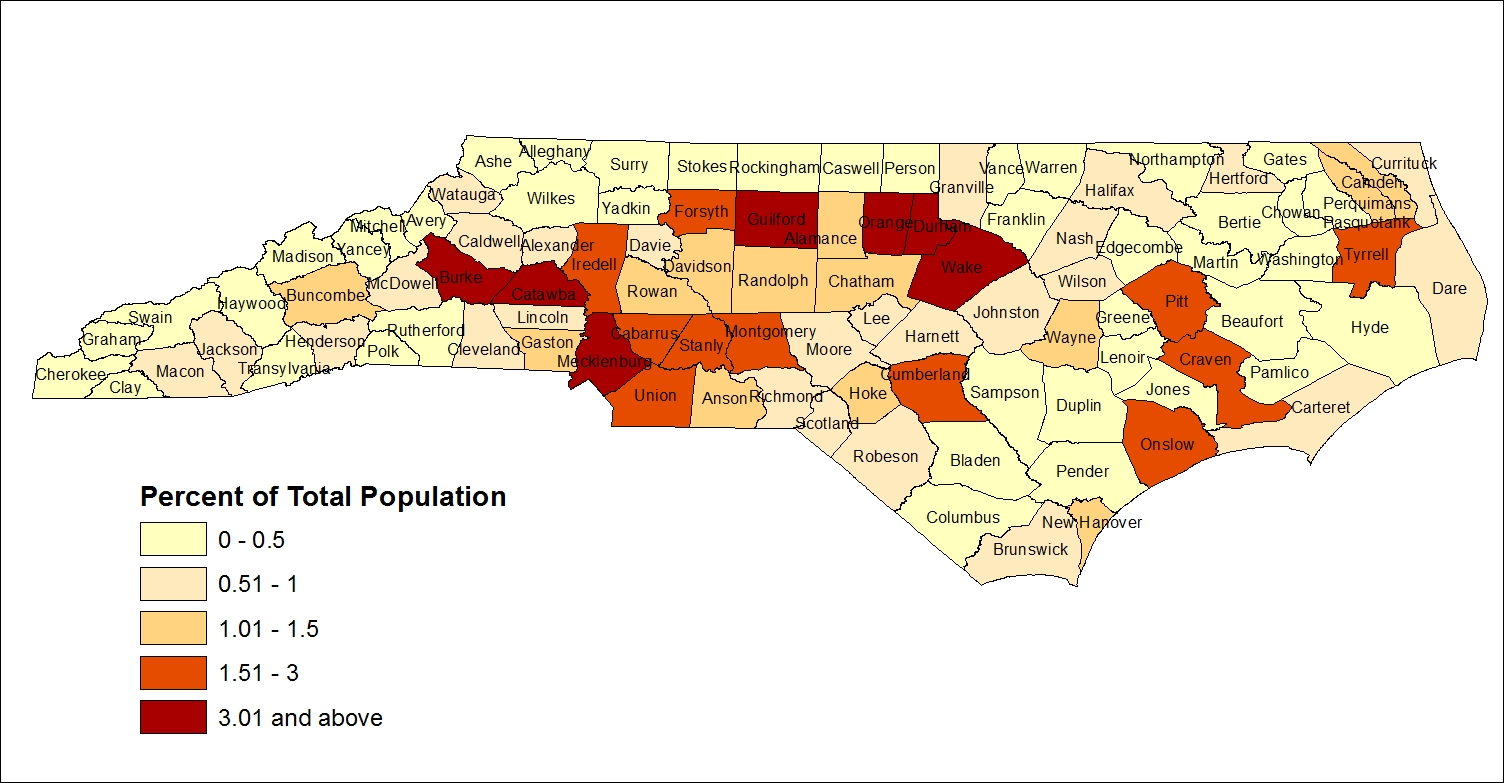 Ashe
Alleghany
Surry
Stokes
Rockingham
Caswell
Person
Granville
Vance
Warren
Northampton
Gates
Currituck
Hertford
Halifax
Camden
Watauga
Wilkes
Yadkin
Forsyth
Guilford
Alamance
Orange
Durham
Franklin
Bertie
Chowan
Perquimans
Pasquotank
Mitchell
Avery
Yancey
Caldwell
Alexander
Iredell
Davie
Nash
Edgecombe
Martin
Washington
Tyrrell
Madison
Burke
Catawba
Davidson
Randolph
Chatham
Wake
Wilson
Dare
Haywood
Buncombe
McDowell
Rowan
Pitt
Swain
Lincoln
Johnston
Greene
Beaufort
Hyde
Graham
Jackson
Henderson
Rutherford
Polk
Cleveland
Gaston
Mecklenburg
Cabarrus
Stanly
Montgomery
Moore
Lee
Harnett
Wayne
Lenoir
Craven
Pamlico
Cherokee
Clay
Macon
Transylvania
Union
Anson
Richmond
Hoke
Cumberland
Sampson
Duplin
Jones
Carteret
Scotland
Robeson
Bladen
Pender
Onslow
Columbus
New Hanover
Brunswick
Percent of Total Population
0 - 0.5
0.51 - 1
1.01 - 1.5
1.51 - 3
3.01 and above